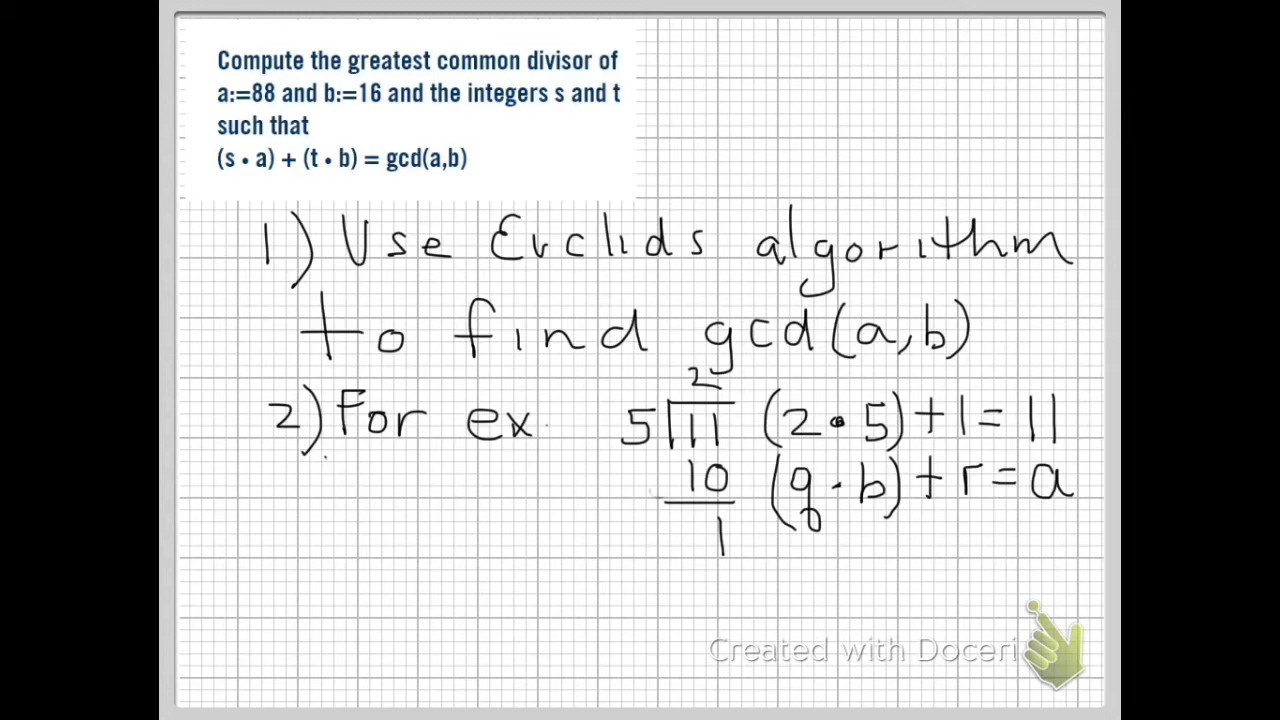 Compute the greatest common divisor of
a:=88 and b:=16 and the integers s and t
such that
(s • a) + (t • b) = gcd(a,b)
1) Use Euclids algorithm
to find gcd(a,b)
2
2) For ex. 5 11 (2 • 5) + 1 = 11
10 (q · b) + r = a
1
Created with Doceri